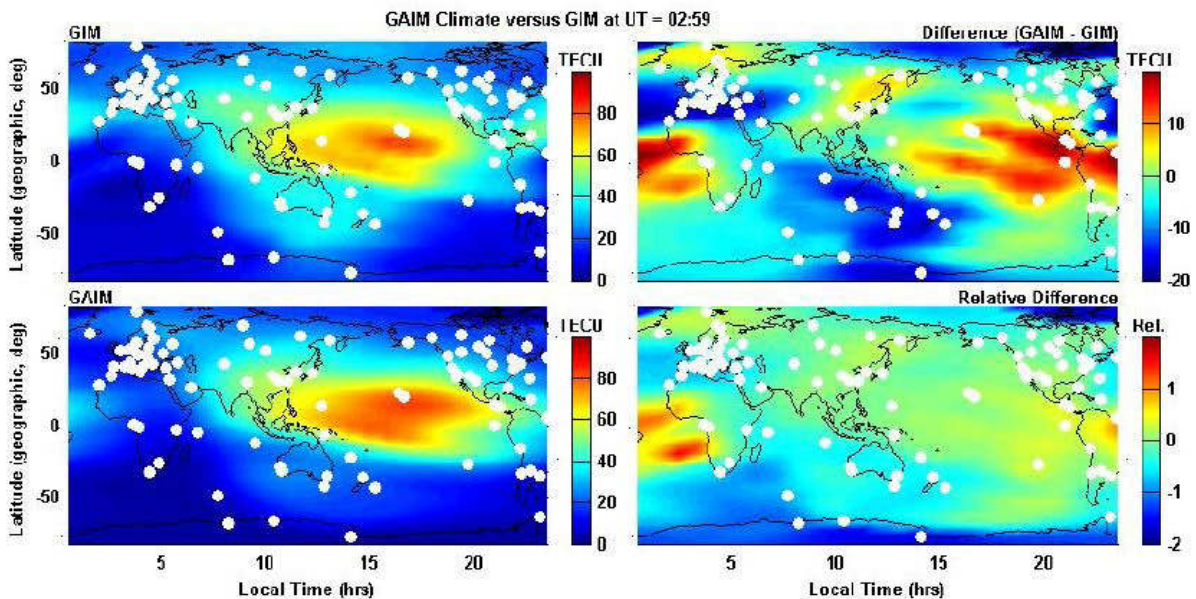 GAIM Climate versus GIM at UT = 02:59
GIM
Difference (GAIM - GIM)
TECU
TECU
Latitude (geographic, deg)
50
0
-50
80
60
40
20
0
20
10
0
-10
-20
GAIM
Relative Difference
TECU
Rel.
Latitude (geographic, deg)
50
0
-50
80
60
40
20
0
2
1
0
-1
-2
5
10
15
20
5
10
15
20
Local Time (hrs)
Local Time (hrs)